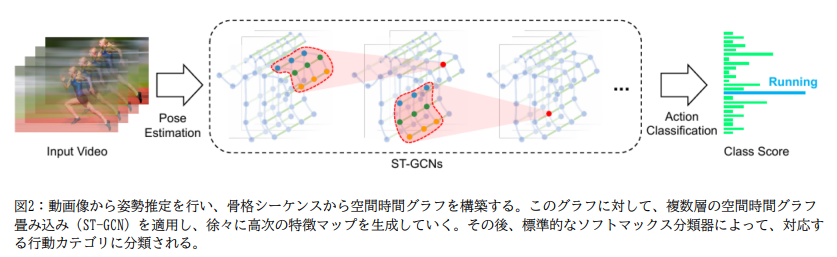 Running
Pose
Estimation
Action
Classification
Input Video
ST-GCNs
Class Score
図2：動画像から姿勢推定を行い、骨格シーケンスから空間時間グラフを構築する。このグラフに対して、複数層の空間時間グラフ
畳み込み（ST-GCN）を適用し、徐々に高次の特徴マップを生成していく。その後、標準的なソフトマックス分類器によって、対応す
る行動カテゴリに分類される。